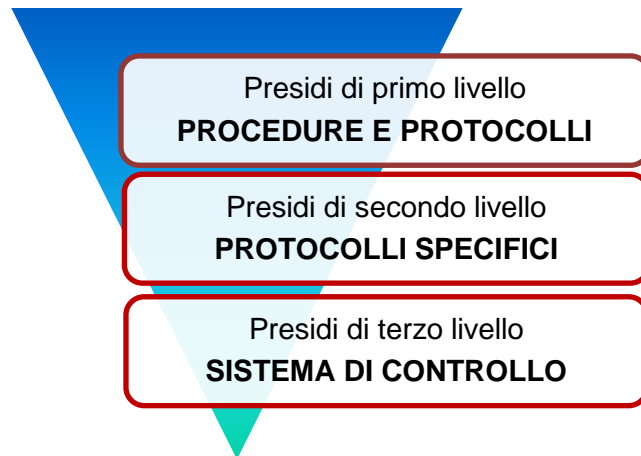 Presidi di primo livello
PROCEDURE E PROTOCOLLI
Presidi di secondo livello
PROTOCOLLI SPECIFICI
Presidi di terzo livello
SISTEMA DI CONTROLLO